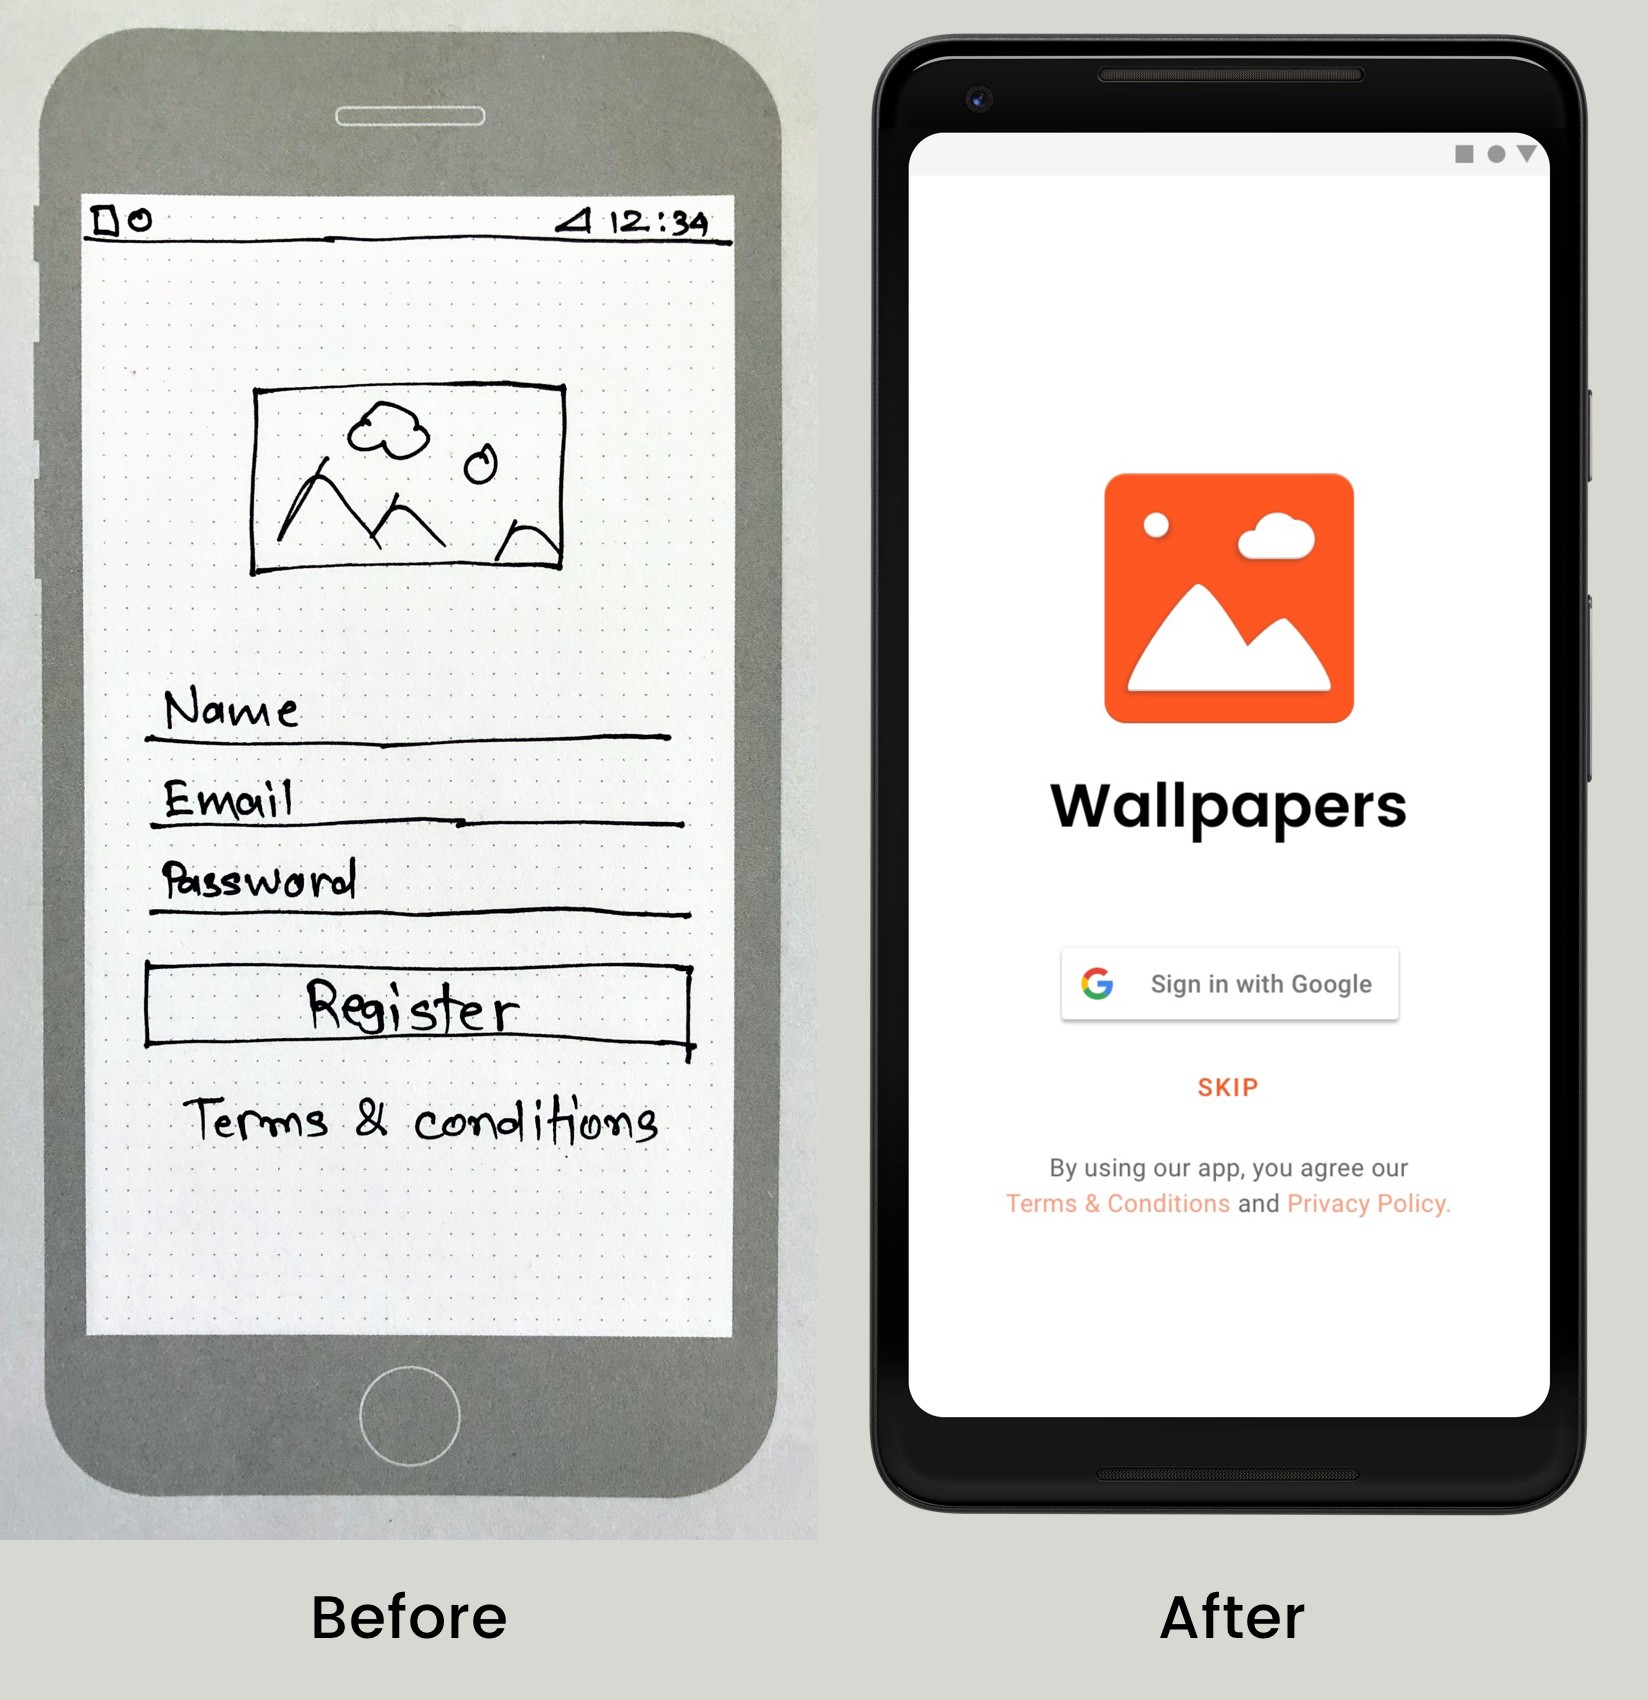 12:34
Name
Email
Password
Register
Terms & conditions
Before
Wallpapers
Sign in with Google
SKIP
By using our app, you agree our
Terms & Conditions and Privacy Policy.
After